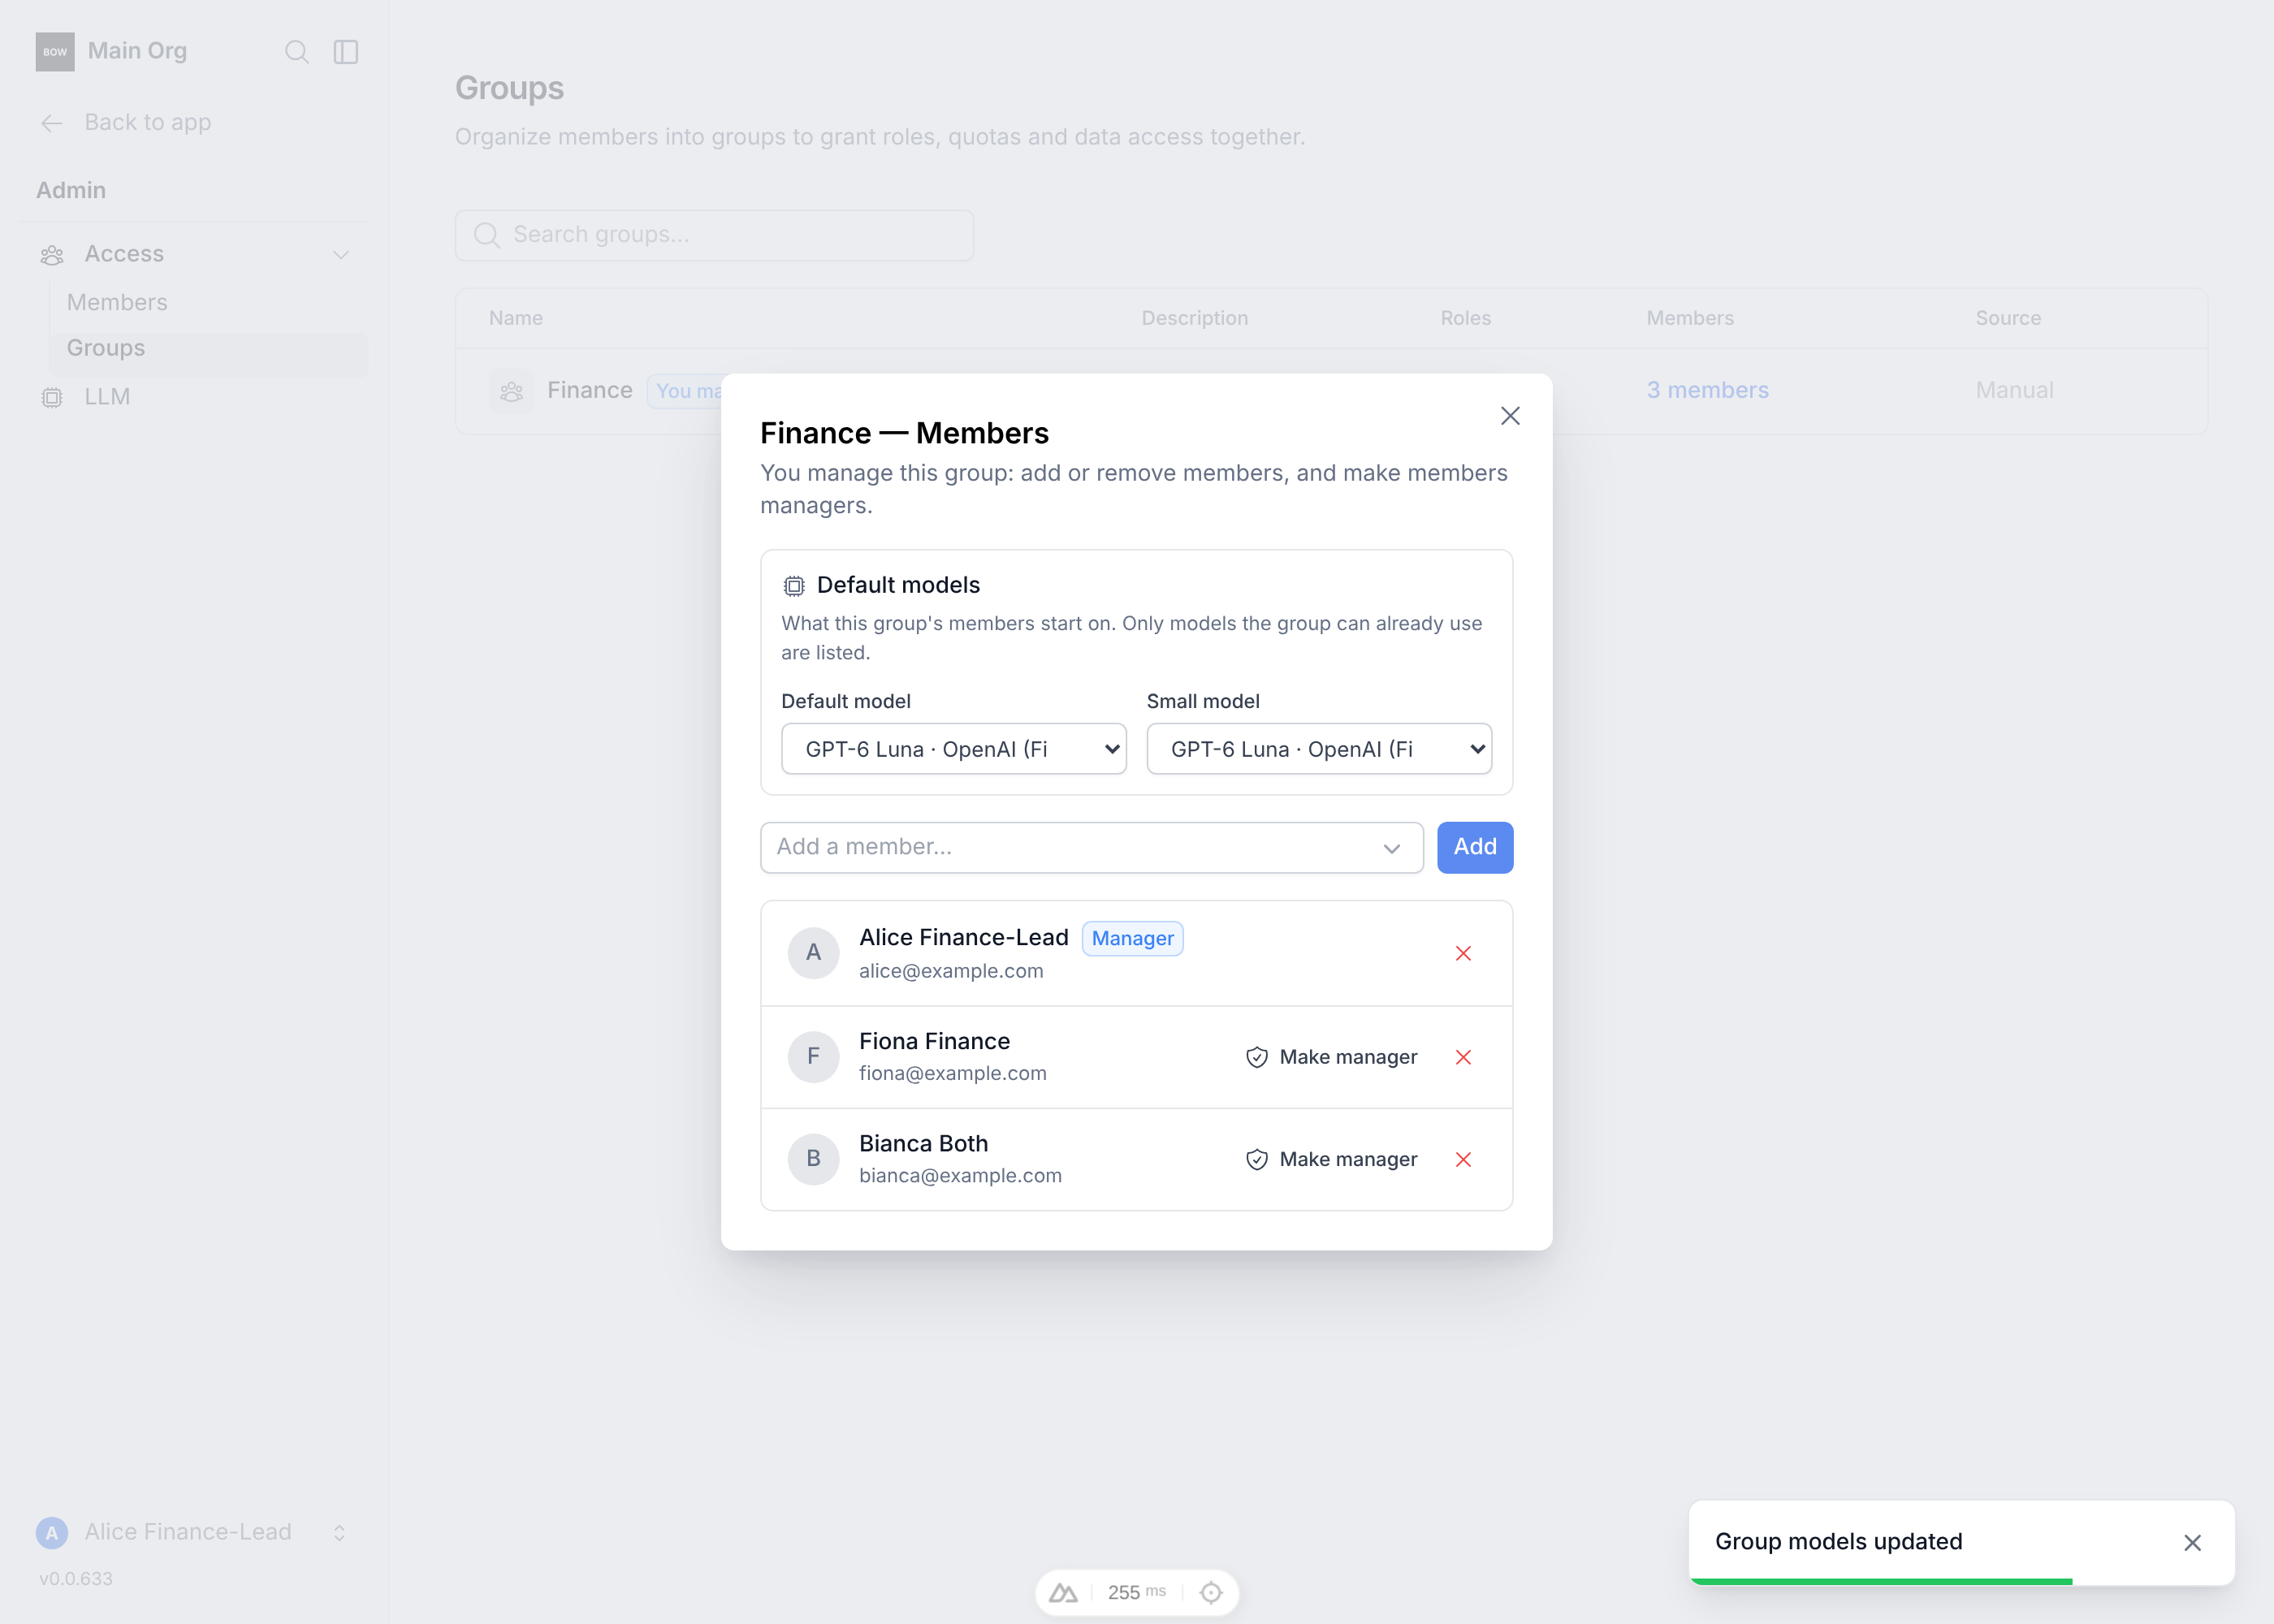 BOW
Main Org
Back to app
Admin
Access
Members
Groups
LLM
Groups
Organize members into groups to grant roles, quotas and data access together.
Search groups...
Name Description Roles Members Source
Finance You ma 3 members Manual
Finance — Members
You manage this group: add or remove members, and make members
managers.
Default models
What this group's members start on. Only models the group can already use
are listed.
Default model Small model
GPT-6 Luna · OpenAI (Fi GPT-6 Luna · OpenAI (Fi
Add a member... Add
A Alice Finance-Lead Manager
alice@example.com
F Fiona Finance Make manager
fiona@example.com
B Bianca Both Make manager
bianca@example.com
A Alice Finance-Lead
v0.0.633
255 ms
Group models updated